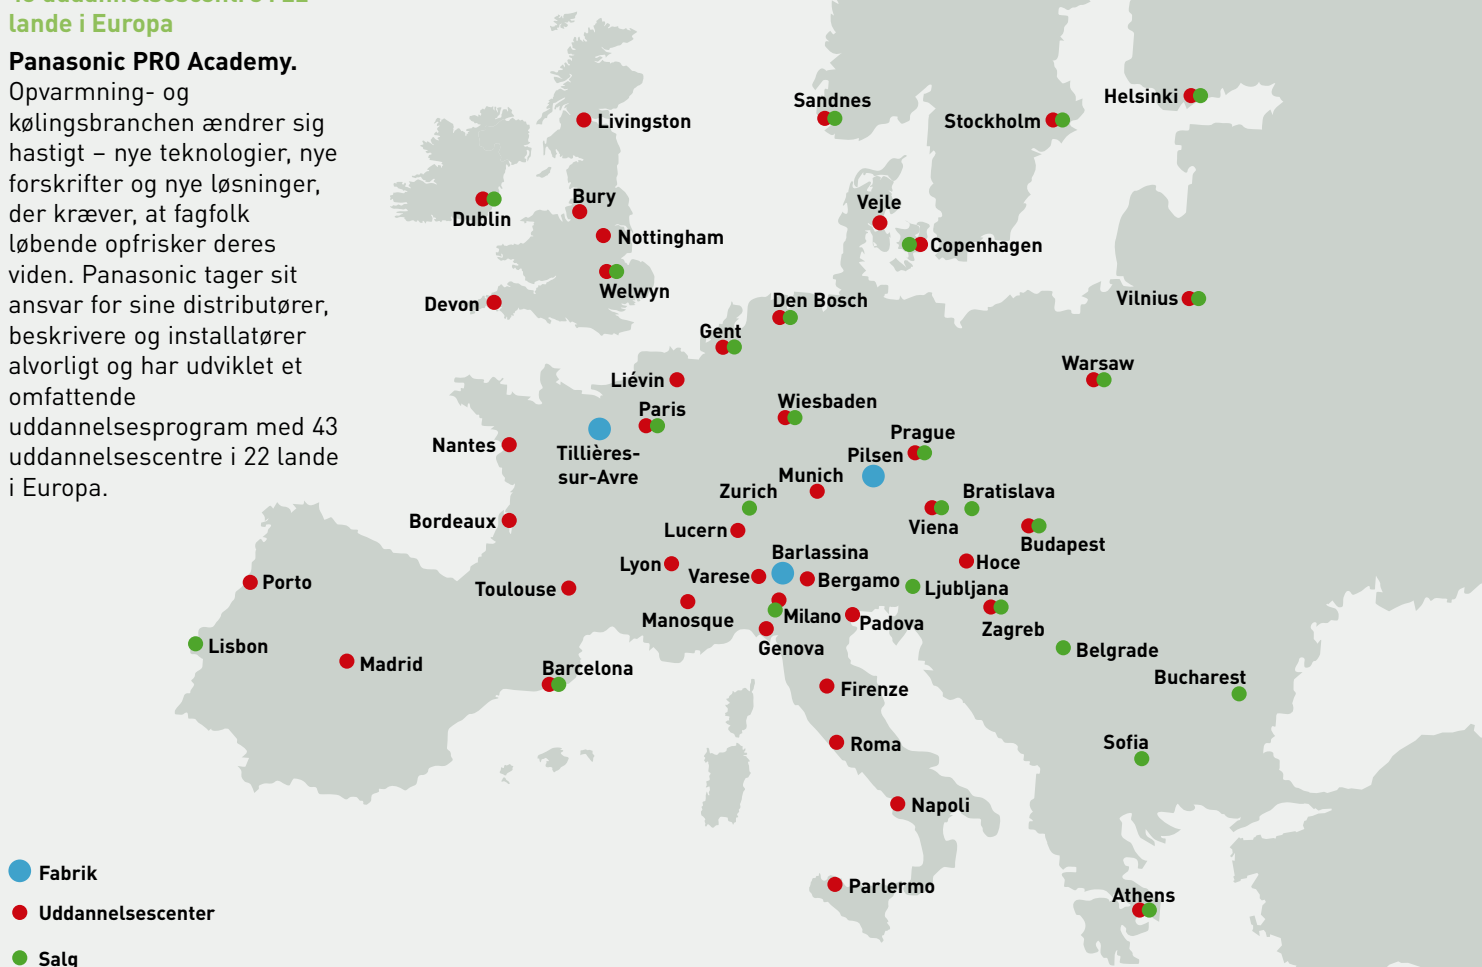 lande i Europa
Panasonic PRO Academy.
Opvarmning- og
kølingsbranchen ændrer sig
hastigt – nye teknologier, nye
forskrifter og nye løsninger,
der kræver, at fagfolk
løbende opfrisker deres
viden. Panasonic tager sit
ansvar for sine distributører,
beskrivere og installatører
alvorligt og har udviklet et
omfattende
uddannelsesprogram med 43
uddannelsescentre i 22 lande
i Europa.
Helsinki
Sandnes
Stockholm
Livingston
Bury
Vejle
Dublin
Nottingham
Copenhagen
Welwyn
Devon
Den Bosch
Vilnius
Gent
Warsaw
Liévin
Wiesbaden
Paris
Prague
Nantes
Tillières-
sur-Avre
Pilsen
Munich
Zurich
Bratislava
Bordeaux
Lucern
Viena
Budapest
Barlassina
Lyon
Hoce
Varese
Bergamo
Porto
Toulouse
Ljubljana
Manosque
Milano
Padova
Zagreb
Lisbon
Genova
Belgrade
Madrid
Barcelona
Bucharest
Firenze
Roma
Sofia
Napoli
Fabrik
Parlermo
Athens
Uddannelsescenter
Salg